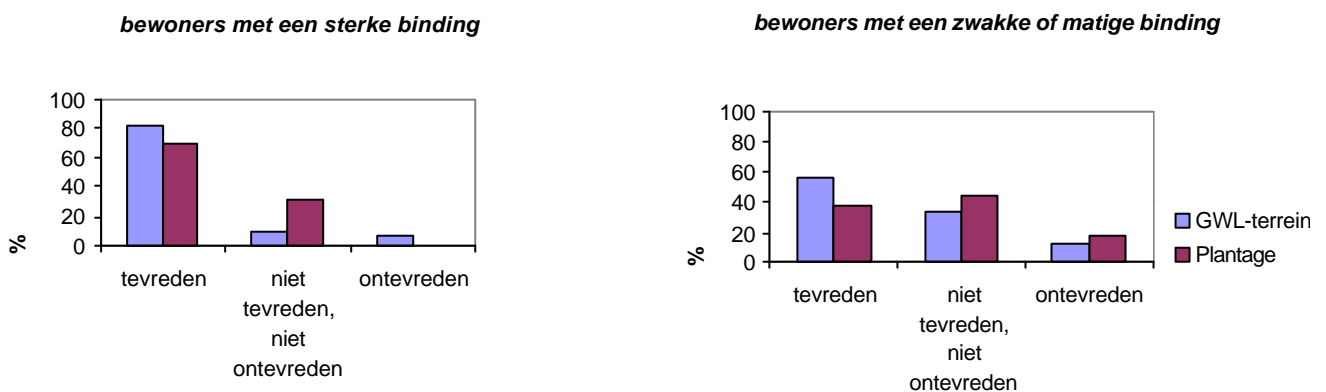 bewoners met een sterke binding
100
80
60
40
20
0
%
tevreden
niet
tevreden,
niet
ontevreden
ontevreden
bewoners met een zwakke of matige binding
100
80
60
40
20
0
%
tevreden
niet
tevreden,
niet
ontevreden
ontevreden
GWL-terrein
Plantage